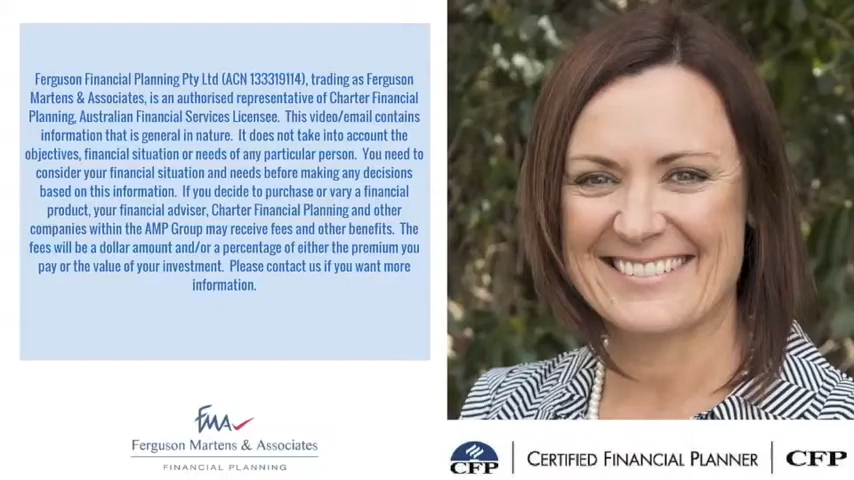 Ferguson Financial Planning Pty Ltd (ACN 133319114), trading as Ferguson
Martens & Associates, is an authorised representative of Charter Financial
Planning, Australian Financial Services Licensee.  This video/email contains
information that is general in nature.  It does not take into account the
objectives, financial situation or needs of any particular person.  You need to
consider your financial situation and needs before making any decisions
based on this information.  If you decide to purchase or vary a financial
product, your financial adviser, Charter Financial Planning and other
companies within the AMP Group may receive fees and other benefits.  The
fees will be a dollar amount and/or a percentage of either the premium you
pay or the value of your investment.  Please contact us if you want more
information.
FMA
Ferguson Martens & Associates
FINANCIAL PLANNING
CFP | CERTIFIED FINANCIAL PLANNER | CFP